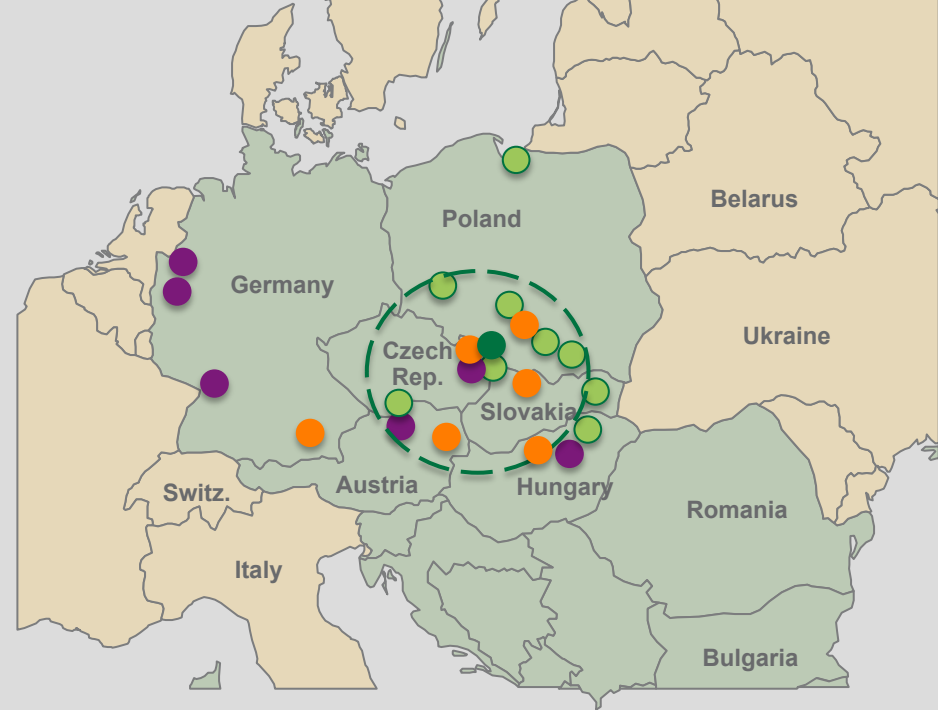 Belarus
Poland
Germany
Ukraine
Czech
Rep.
Slovakia
Austria
Hungary
Switz.
Romania
Italy
Bulgaria